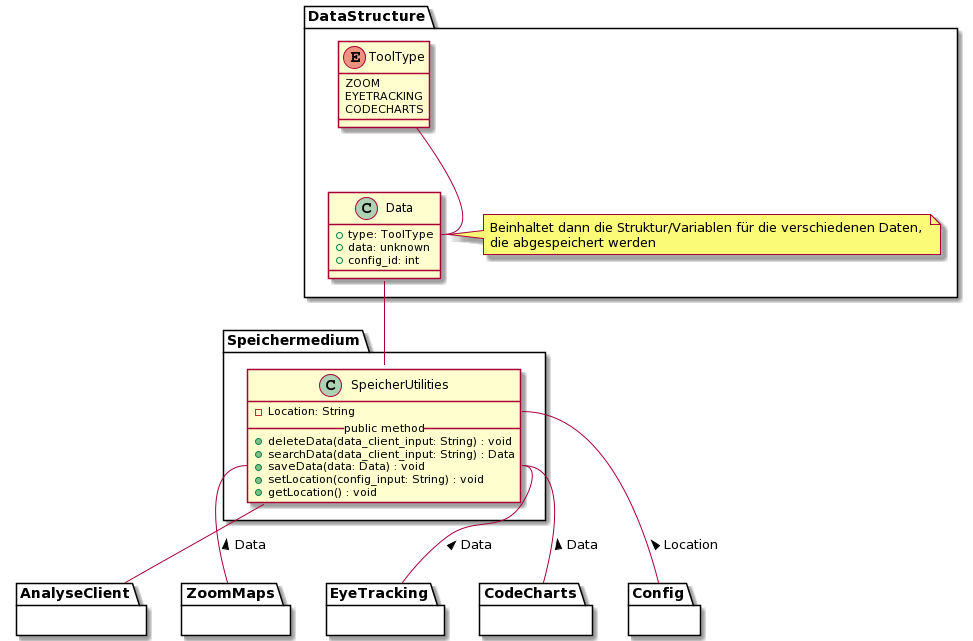 DataStructure
E ToolType
ZOOM
EYETRACKING
CODECHARTS
C Data
type: ToolType
data: unknown
config_id: int
Beinhaltet dann die Struktur/Variablen für die verschiedenen Daten,
die abgespeichert werden
Speichermedium
C SpeicherUtilities
Location: String
public method
deleteData(data_client_input: String) : void
searchData(data_client_input: String) : Data
saveData(data: Data) : void
setLocation(config_input: String) : void
getLocation() : void
Data
Data
Data
Location
AnalyseClient
ZoomMaps
EyeTracking
CodeCharts
Config